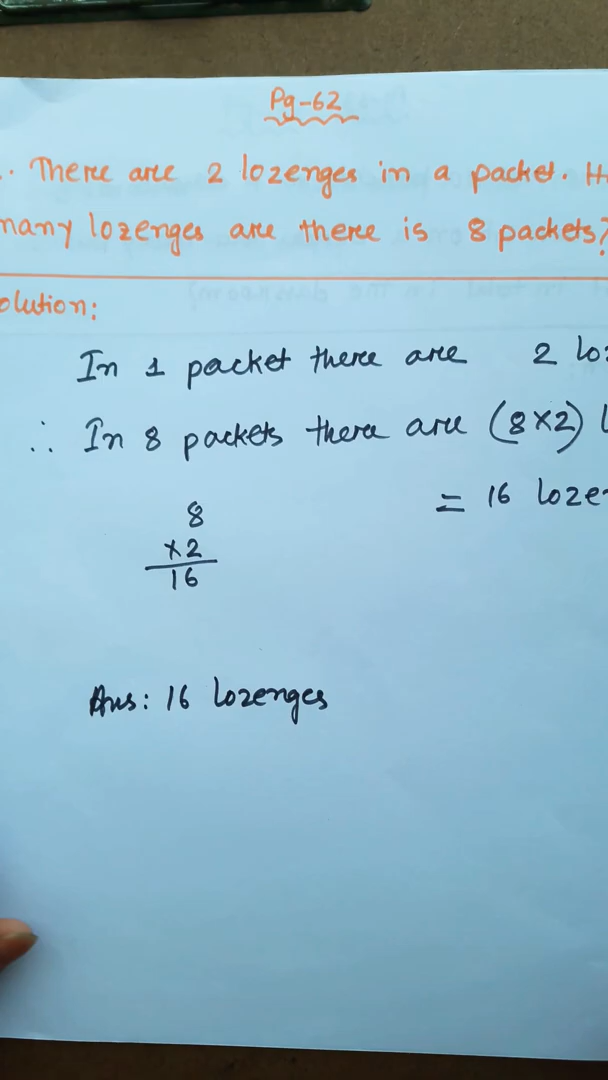 Pg-62
. There are 2 lozenges in a packet. H
many lozenges are there is 8 packets?
olution:
In 1 packet there are 2 lo
∴ In 8 packets there are (8×2) l
= 16 loze
8
×2
16
Ans: 16 lozenges